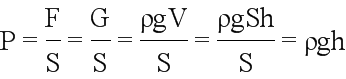 P = F/S = G/S = ρgV/S = ρgSh/S = ρgh